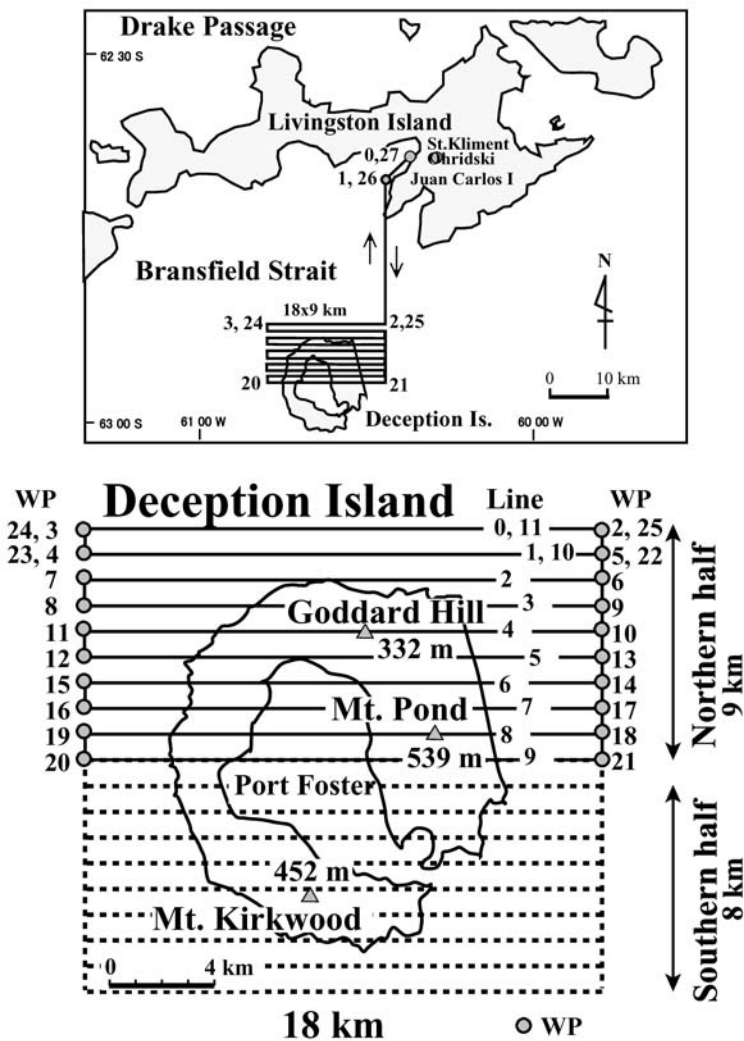 Drake Passage
62 30 S
Livingston Island
St.Kliment
0,27
Ohridski
1, 26
Juan Carlos I
Bransfield Strait
N
18x9 km
3, 24
2,25
20
21
0 10 km
Deception Is.
63 00 S
61 00 W
60 00 W
WP
Deception Island
Line
WP
24, 3
0, 11
2, 25
23, 4
1, 10
5, 22
7
2
6
8
Goddard Hill
3
9
11
4
10
332 m
12
5
13
15
6
14
16
Mt. Pond
7
17
19
8
18
20
539 m
9
21
Northern half
9 km
Port Foster
452 m
Mt. Kirkwood
Southern half
8 km
0 4 km
18 km
WP